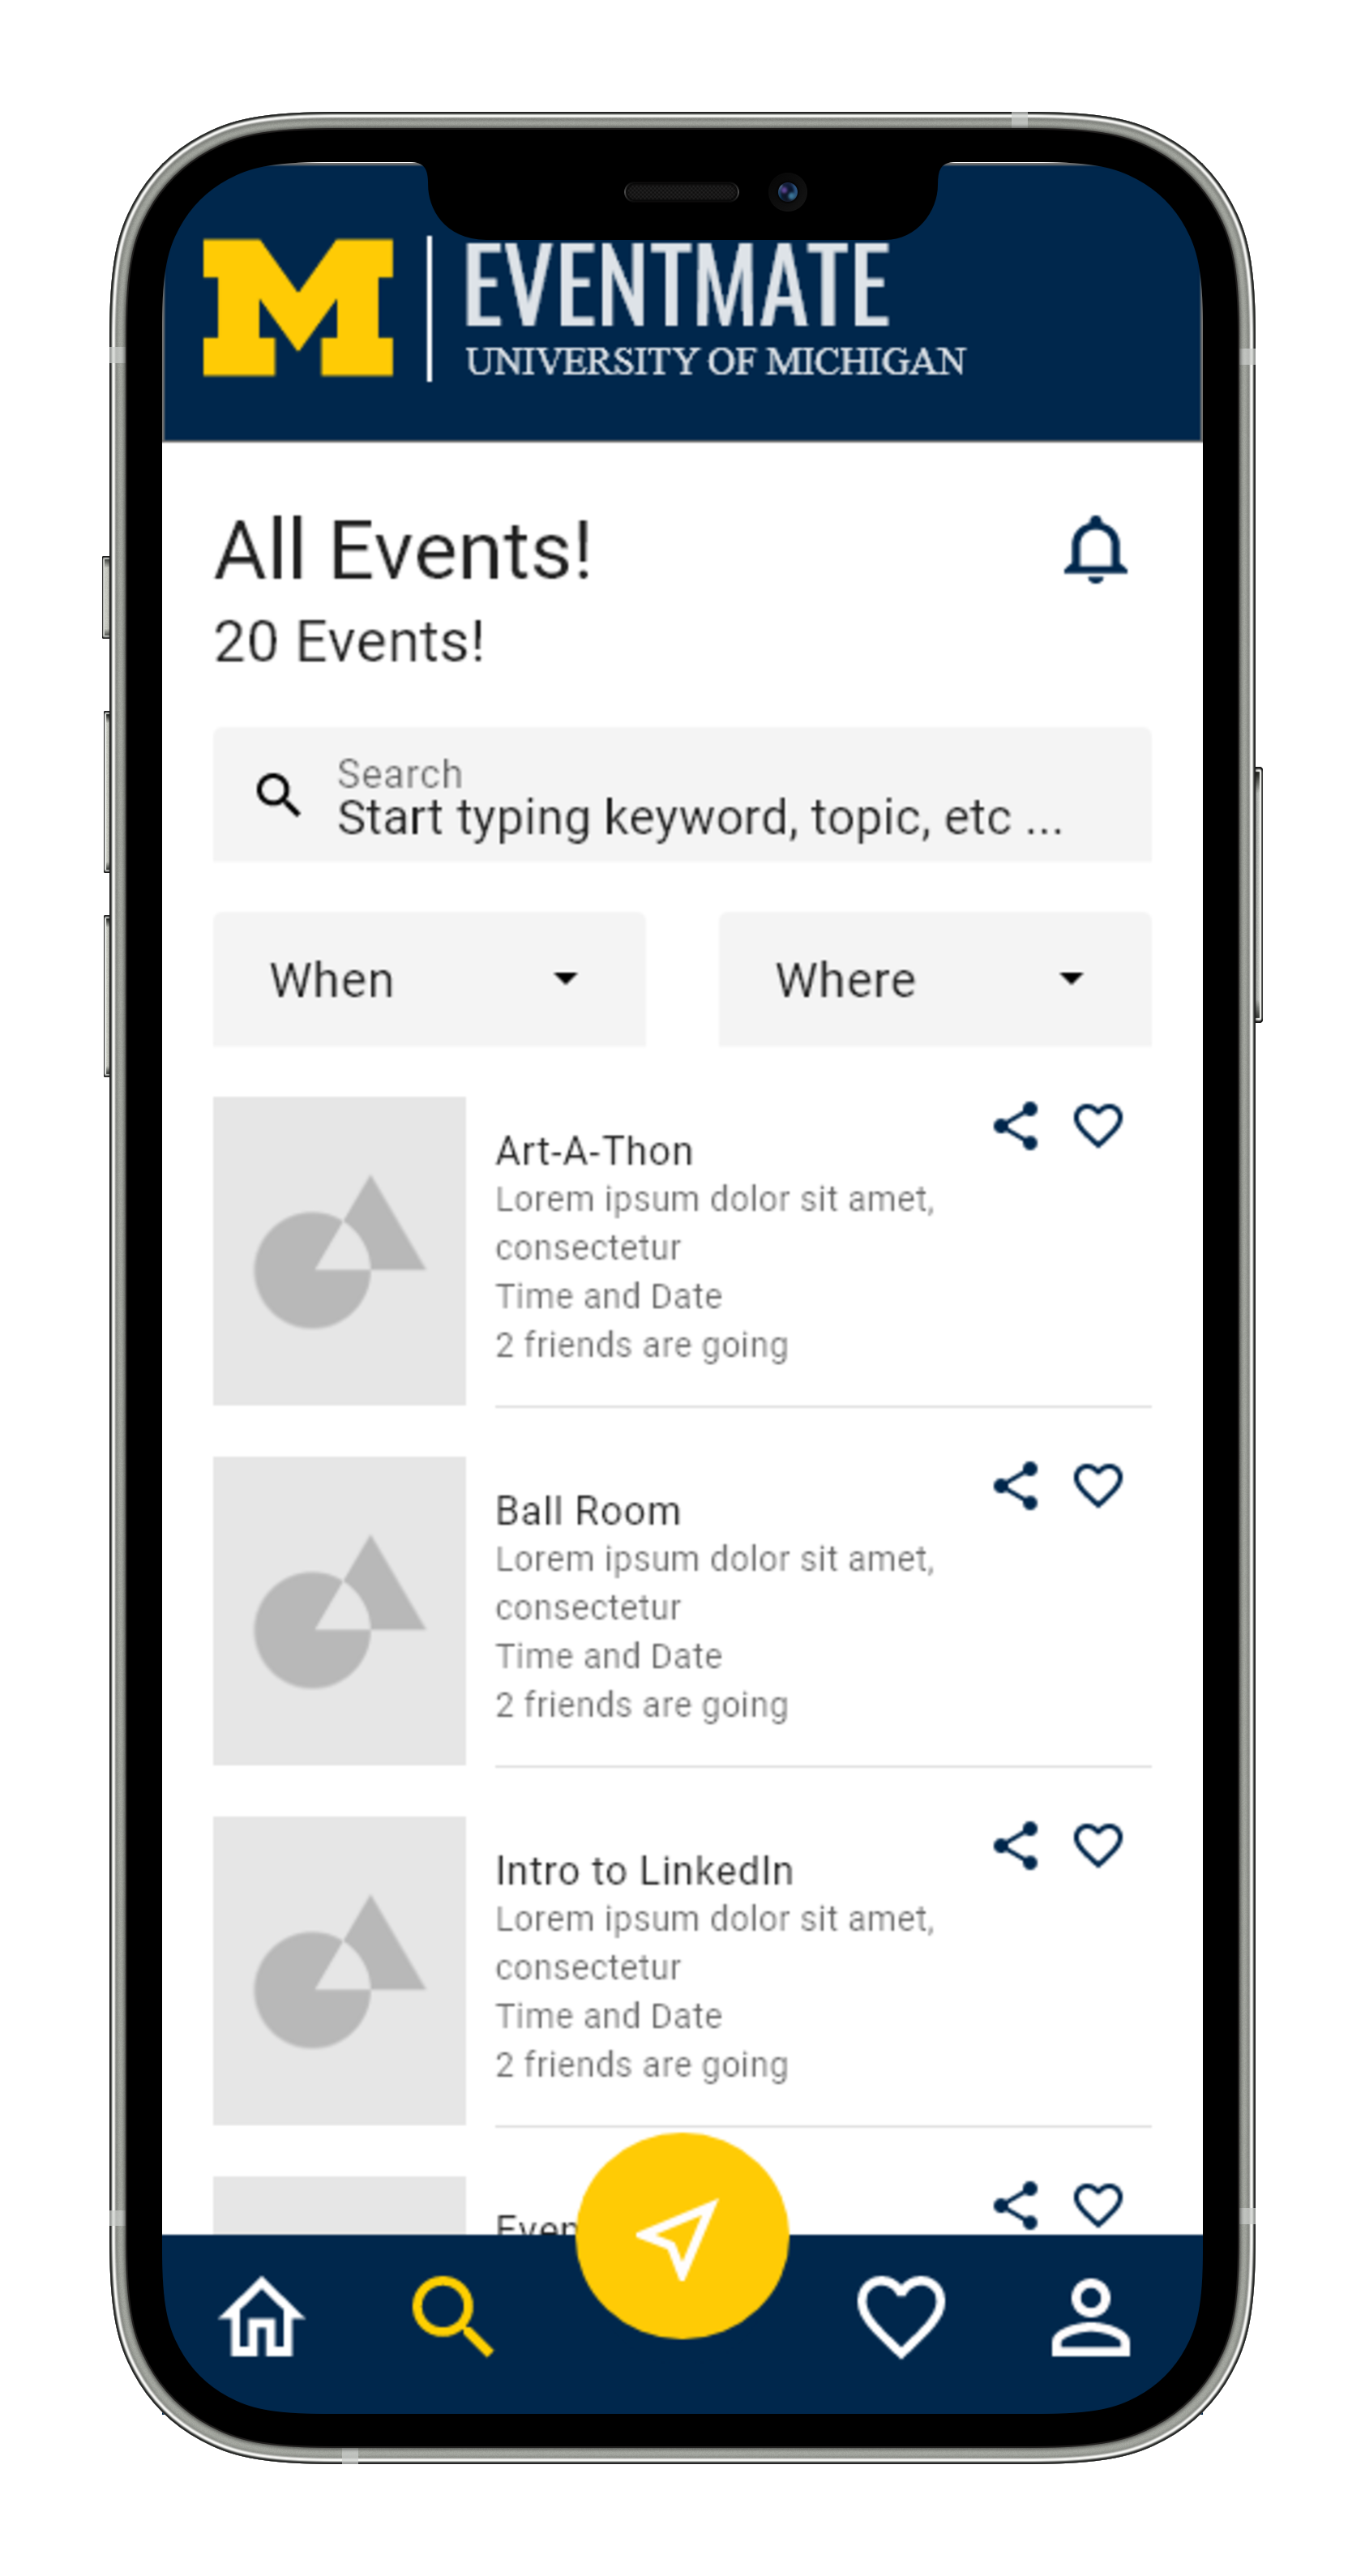 M
EVENTMATE
UNIVERSITY OF MICHIGAN
All Events!
20 Events!
Search
Start typing keyword, topic, etc ...
When
Where
Art-A-Thon
Lorem ipsum dolor sit amet,
consectetur
Time and Date
2 friends are going
Ball Room
Lorem ipsum dolor sit amet,
consectetur
Time and Date
2 friends are going
Intro to LinkedIn
Lorem ipsum dolor sit amet,
consectetur
Time and Date
2 friends are going